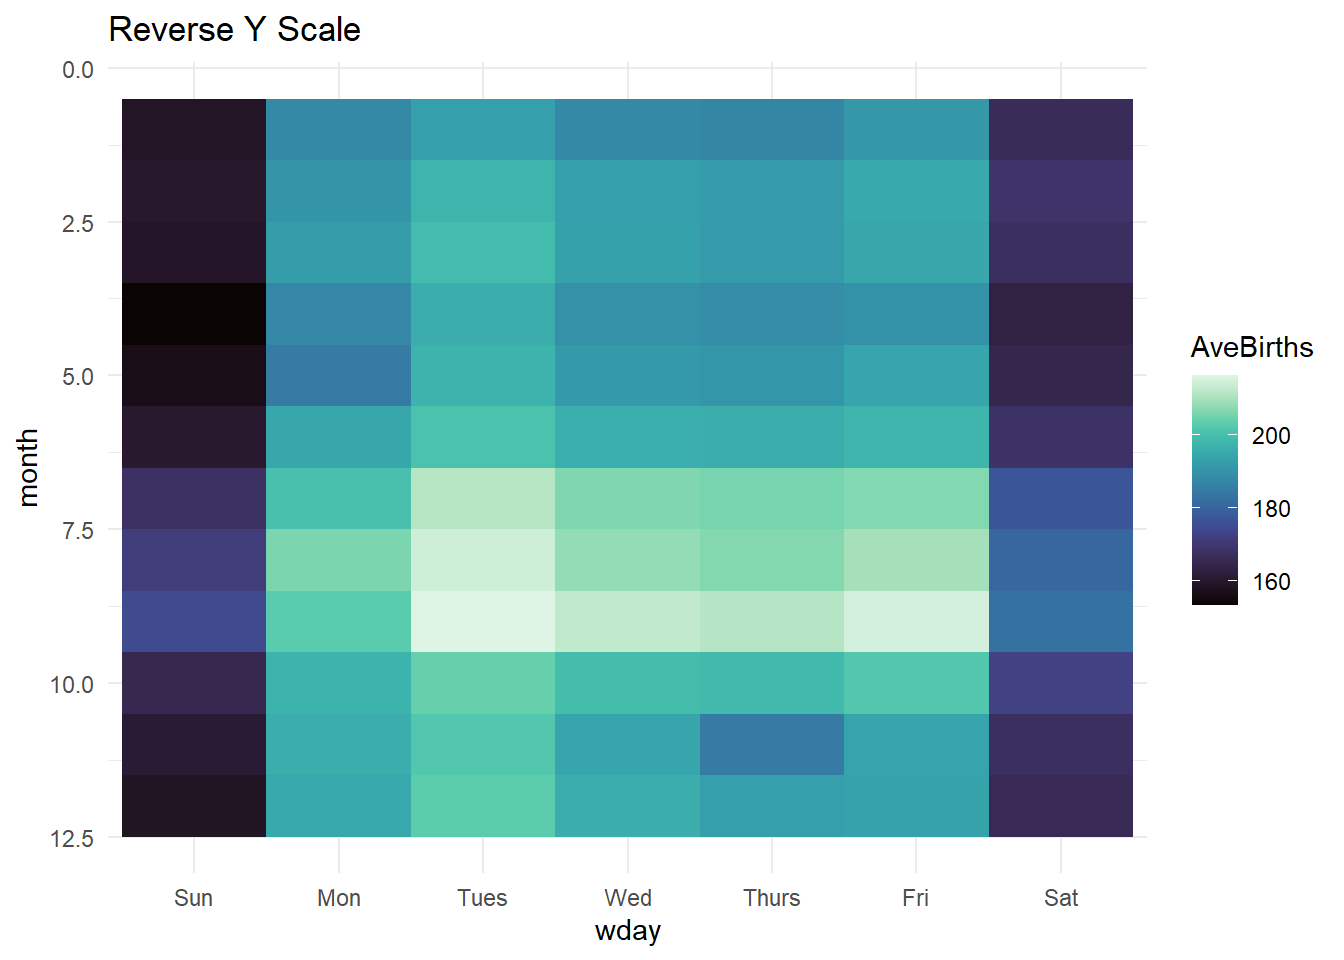 Reverse Y Scale
0.0
2.5
5.0
7.5
10.0
12.5
month
Sun Mon Tues Wed Thurs Fri Sat
wday
AveBirths
200
180
160